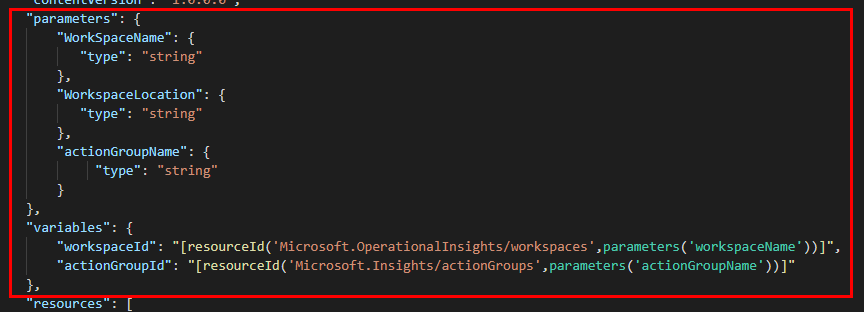 "contentVersion": "1.0.0.0",
"parameters": {
"WorkSpaceName": {
"type": "string"
},
"WorkspaceLocation": {
"type": "string"
},
"actionGroupName": {
"type": "string"
}
},
"variables": {
"workspaceId": "[resourceId('Microsoft.OperationalInsights/workspaces',parameters('workspaceName'))]",
"actionGroupId": "[resourceId('Microsoft.Insights/actionGroups',parameters('actionGroupName'))]"
},
"resources": [